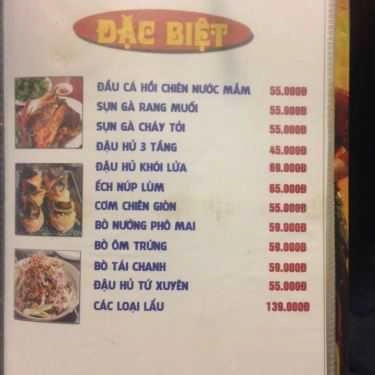 ĐẶC BIỆT
ĐẦU CÁ HỒI CHIÊN NƯỚC MẮM 55.000Đ
SỤN GÀ RANG MUỐI 55.000Đ
SỤN GÀ CHÁY TỎI 55.000Đ
ĐẬU HỦ 3 TẦNG 45.000Đ
ĐẬU HỦ KHÓI LỬA 69.000Đ
ẾCH NÚP LÙM 65.000Đ
CƠM CHIÊN GIÒN 55.000Đ
BÒ NƯỚNG PHÔ MAI 59.000Đ
BÒ ÔM TRỨNG 59.000Đ
BÒ TÁI CHANH 59.000Đ
ĐẬU HỦ TỨ XUYÊN 55.000Đ
CÁC LOẠI LẨU 139.000Đ